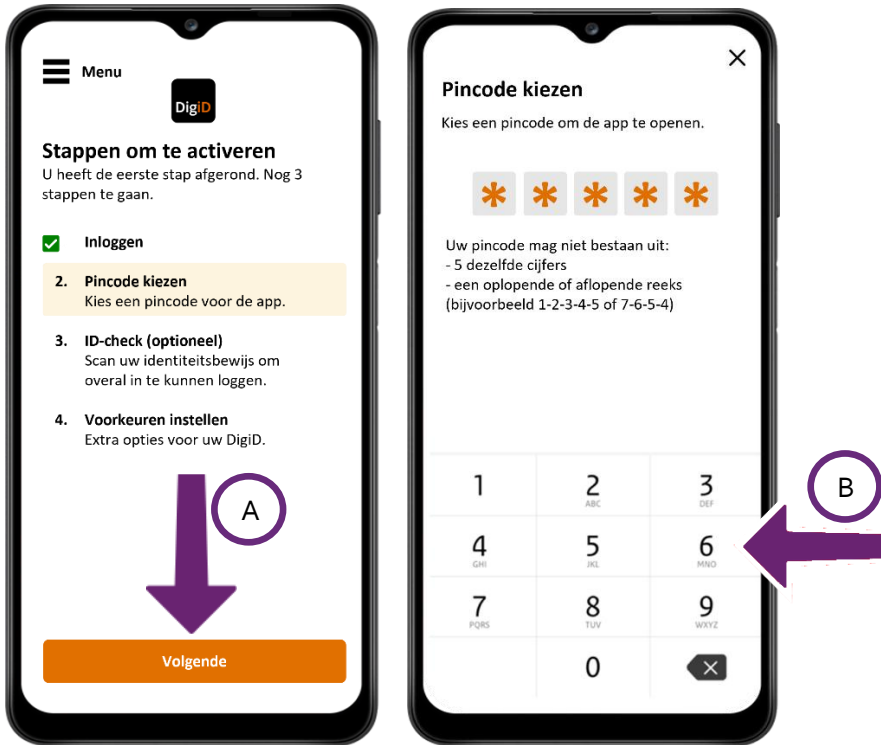 Menu
DigiD
Stappen om te activeren
U heeft de eerste stap afgerond. Nog 3
stappen te gaan.
Inloggen
2. Pincode kiezen
Kies een pincode voor de app.
3. ID-check (optioneel)
Scan uw identiteitsbewijs om
overal in te kunnen loggen.
4. Voorkeuren instellen
Extra opties voor uw DigiD.
A
Volgende
Pincode kiezen
Kies een pincode om de app te openen.
* * * * *
Uw pincode mag niet bestaan uit:
- 5 dezelfde cijfers
- een oplopende of aflopende reeks
(bijvoorbeeld 1-2-3-4-5 of 7-6-5-4)
1 2 3
ABC DEF
4 5 6
GHI JKL MNO
7 8 9
PQRS TUV WXYZ
0
B